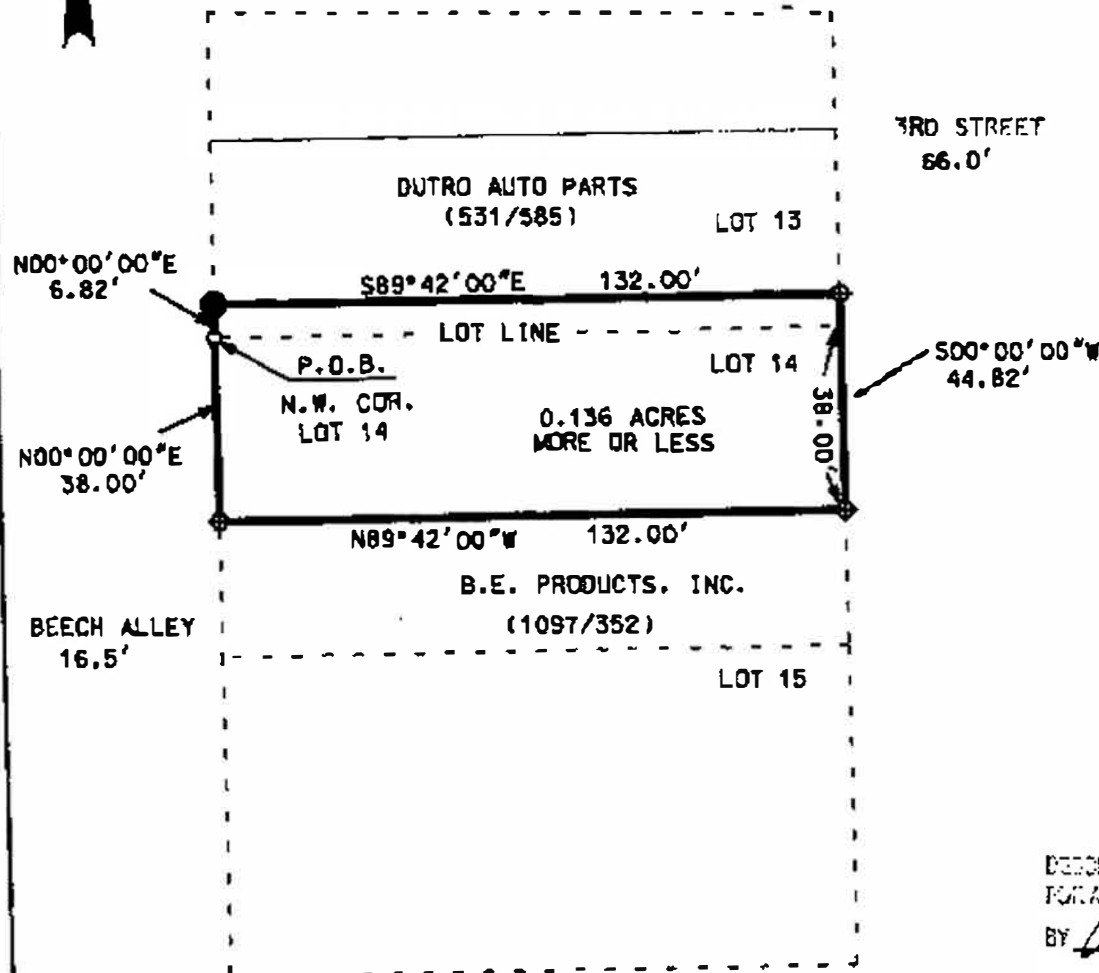 3RD STREET
66.0'
DUTRO AUTO PARTS
(531/585)
LOT 13
N00°00'00"E
6.82'
S89°42'00"E 132.00'
LOT LINE
P.O.B.
N.W. COR.
LOT 14
LOT 14
S00°00'00"W
44.82'
38.00'
0.136 ACRES
MORE OR LESS
N00°00'00"E
38.00'
N89°42'00"W 132.00'
B.E. PRODUCTS, INC.
(1097/352)
BEECH ALLEY
16.5'
LOT 15
BY